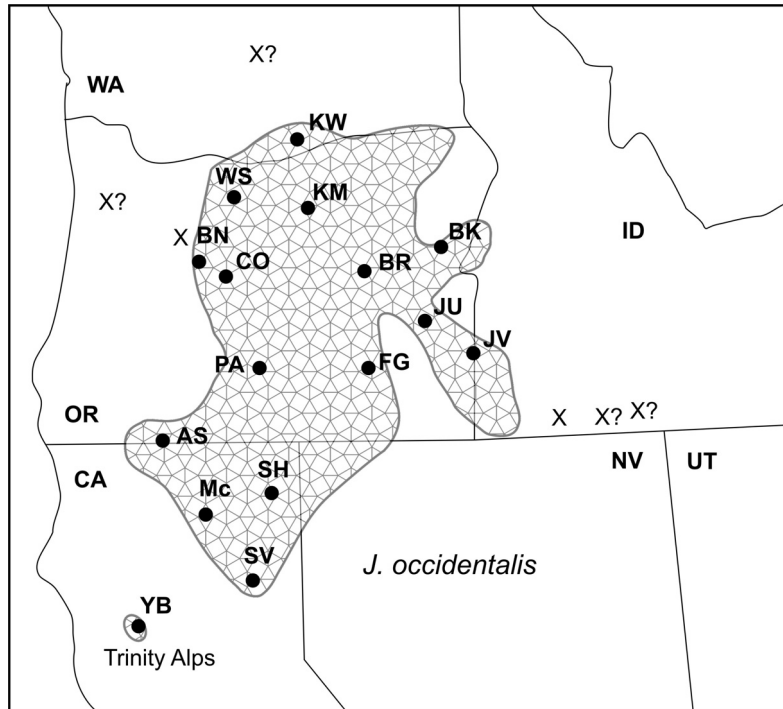 X?
WA
KW
WS
X?
KM
X
BN
BK
ID
CO
BR
JU
JV
PA
FG
X
X?
X?
OR
AS
CA
SH
NV
UT
Mc
SV
J. occidentalis
YB
Trinity Alps